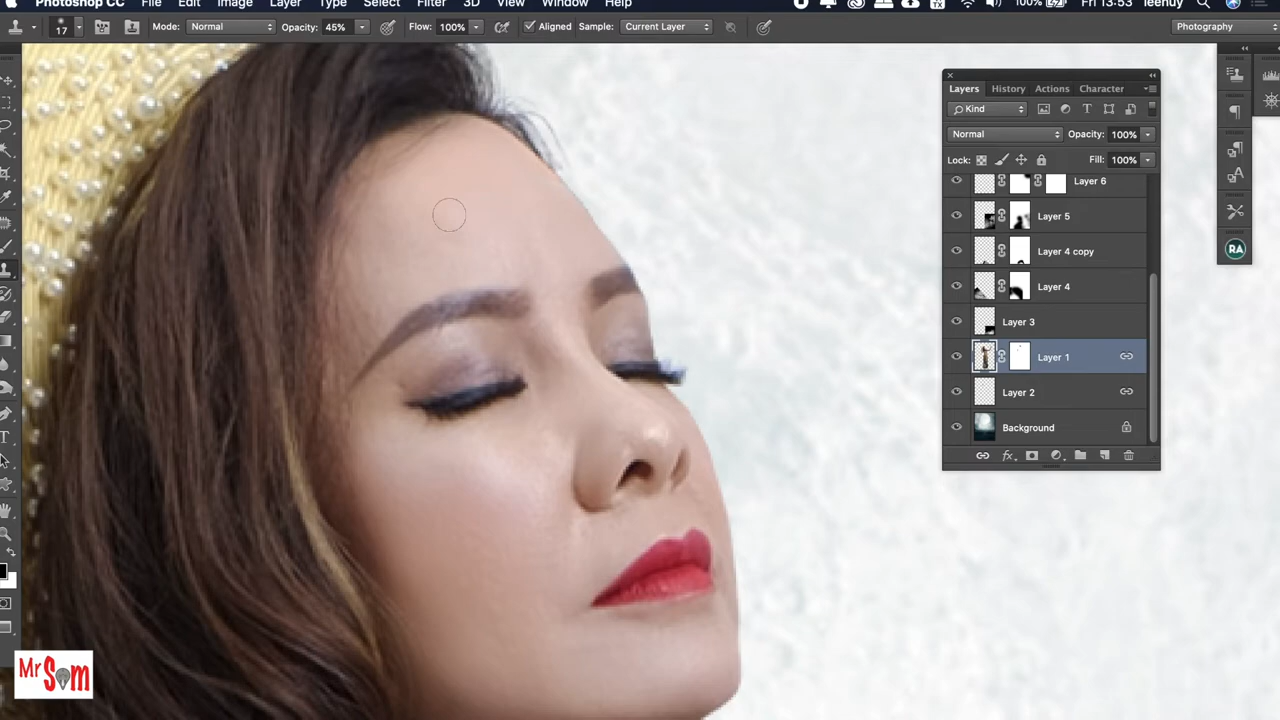 Photoshop CC File Edit Image Layer Type Select Filter 3D View Window Help 100% Fri 13:53 Teehuy
17 Mode: Normal Opacity: 45% Flow: 100% Aligned Sample: Current Layer Photography
Layers History Actions Character
Kind
Normal Opacity: 100%
Lock: Fill: 100%
Layer 6
Layer 5
Layer 4 copy
Layer 4
Layer 3
Layer 1
Layer 2
Background
RA
Mr Som